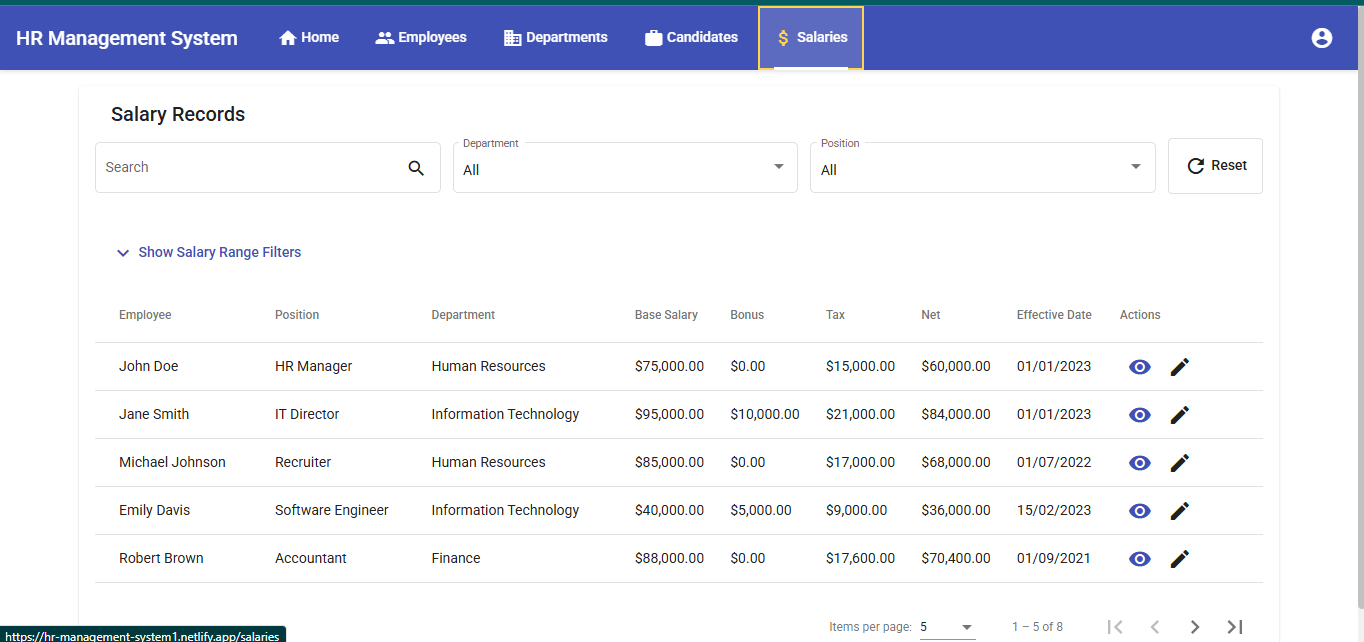 HR Management System Home Employees Departments Candidates $ Salaries
Salary Records
Department Position
Search All All Reset
Show Salary Range Filters
Employee Position Department Base Salary Bonus Tax Net Effective Date Actions
John Doe HR Manager Human Resources $75,000.00 $0.00 $15,000.00 $60,000.00 01/01/2023
Jane Smith IT Director Information Technology $95,000.00 $10,000.00 $21,000.00 $84,000.00 01/01/2023
Michael Johnson Recruiter Human Resources $85,000.00 $0.00 $17,000.00 $68,000.00 01/07/2022
Emily Davis Software Engineer Information Technology $40,000.00 $5,000.00 $9,000.00 $36,000.00 15/02/2023
Robert Brown Accountant Finance $88,000.00 $0.00 $17,600.00 $70,400.00 01/09/2021
Items per page: 5 1 – 5 of 8
https://hr-management-system1.netlify.app/salaries